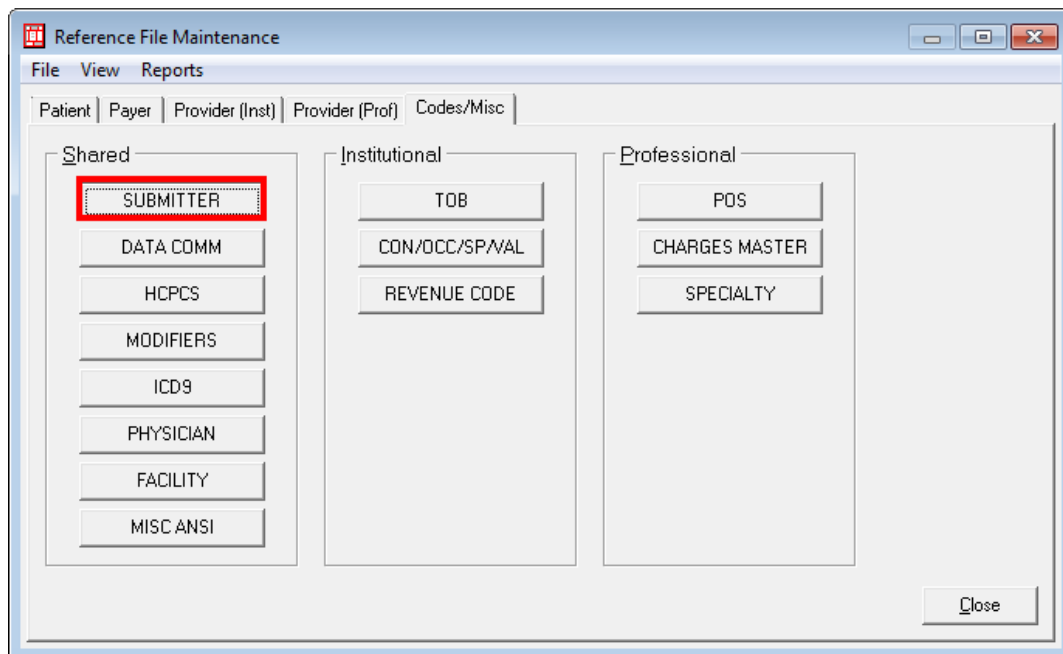 Reference File Maintenance
File View Reports
Patient Payer Provider (Inst) Provider (Prof) Codes/Misc
Shared
SUBMITTER
DATA COMM
HCPCS
MODIFIERS
ICD9
PHYSICIAN
FACILITY
MISC ANSI
Institutional
TOB
CON/OCC/SP/VAL
REVENUE CODE
Professional
POS
CHARGES MASTER
SPECIALTY
Close